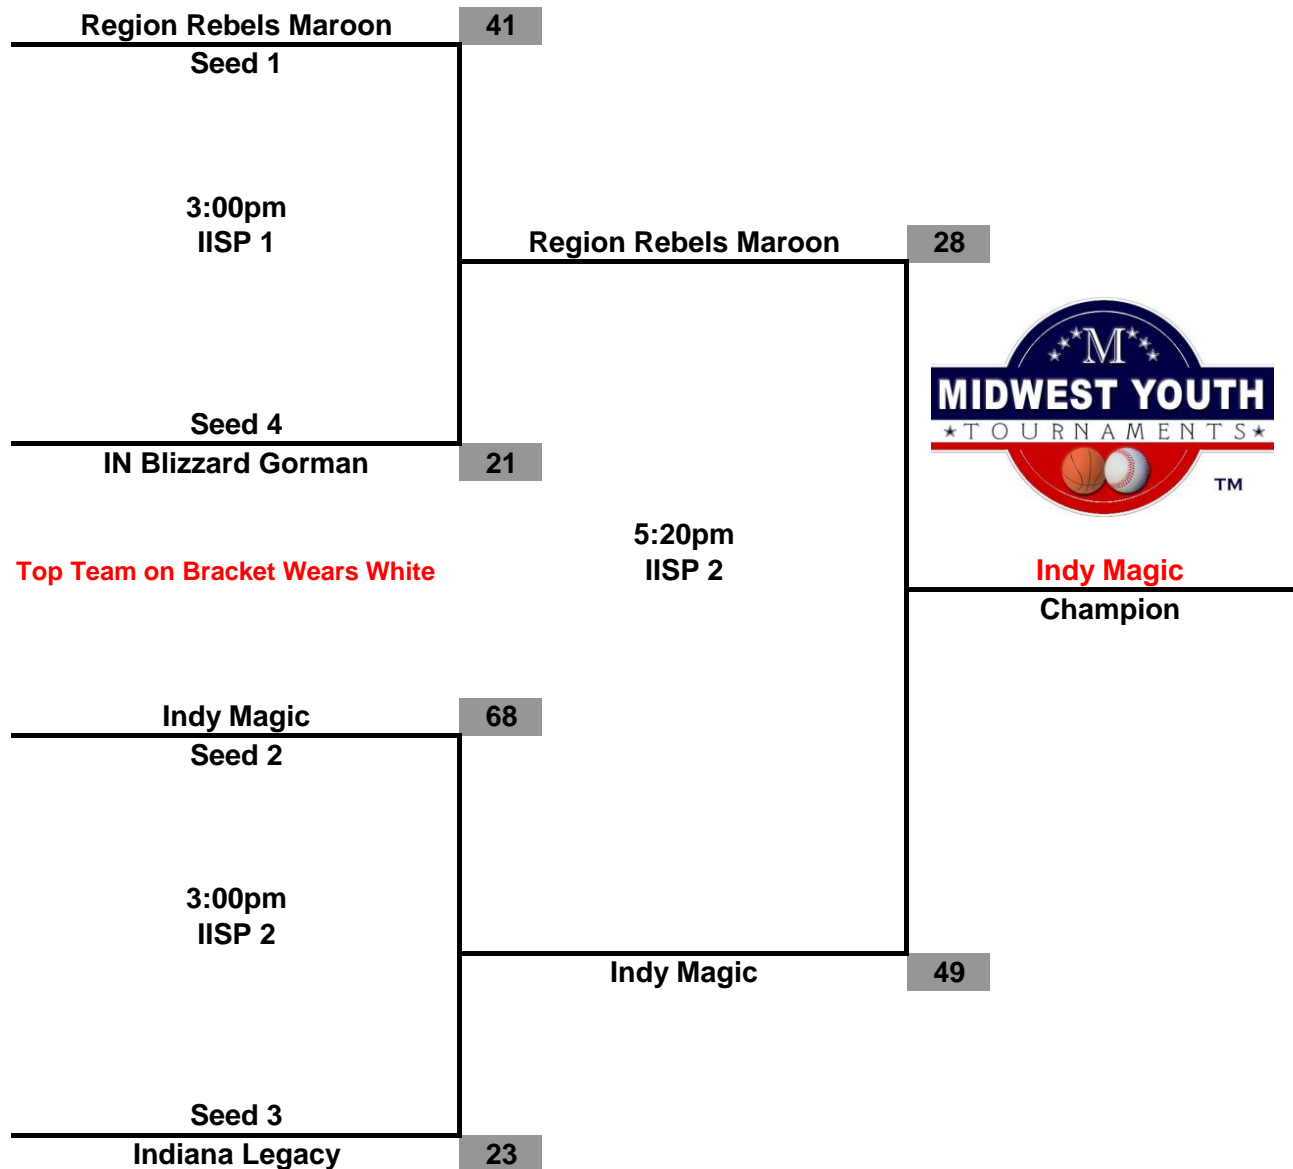 Region Rebels Maroon 41
Seed 1
3:00pm
IISP 1
Region Rebels Maroon 28
M
MIDWEST YOUTH
TOURNAMENTS
TM
Seed 4
IN Blizzard Gorman 21
5:20pm
Top Team on Bracket Wears White
IISP 2
Indy Magic
Champion
Indy Magic 68
Seed 2
3:00pm
IISP 2
Indy Magic 49
Seed 3
Indiana Legacy 23